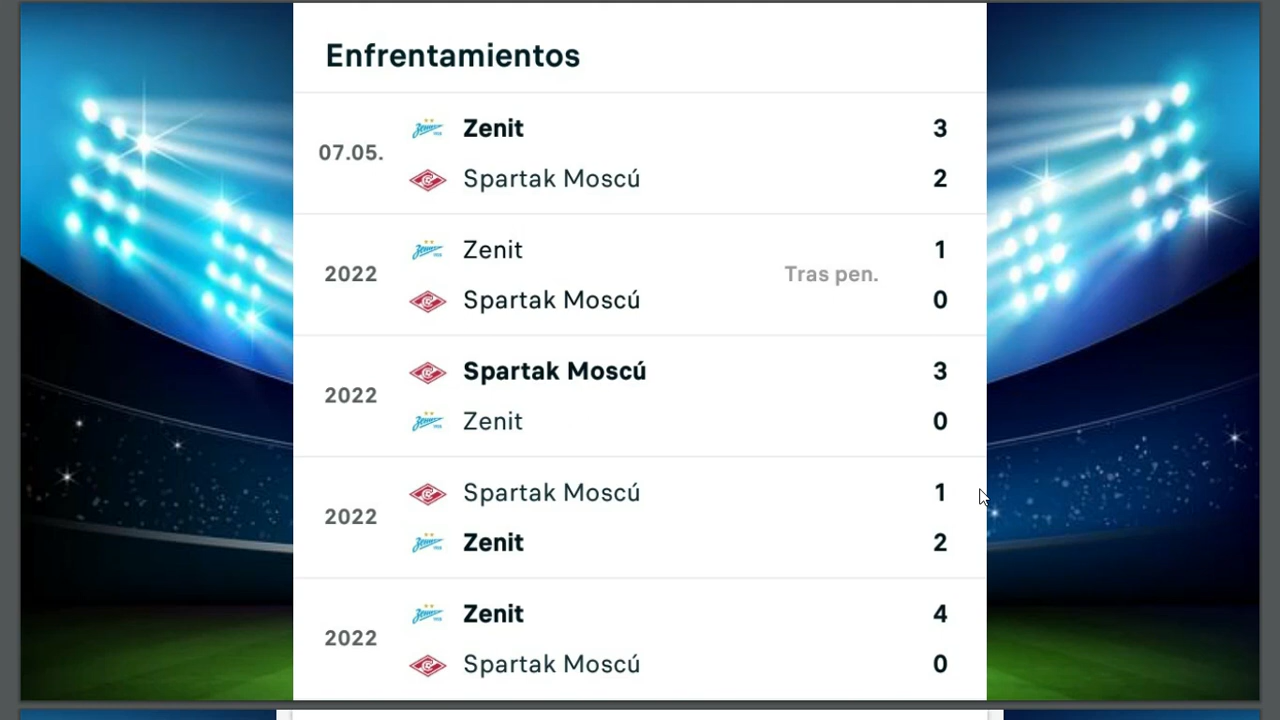 Enfrentamientos
07.05.
Zenit 3
Spartak Moscú 2
2022
Zenit 1
Tras pen.
Spartak Moscú 0
2022
Spartak Moscú 3
Zenit 0
2022
Spartak Moscú 1
Zenit 2
2022
Zenit 4
Spartak Moscú 0